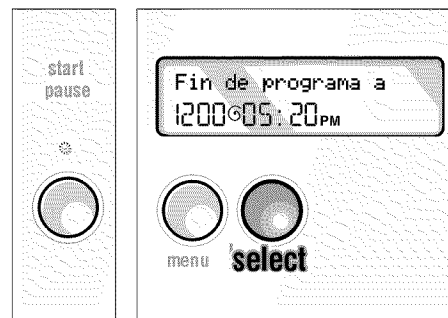 start
pause
Fin de programa a
1200 05:20PM
menu
select